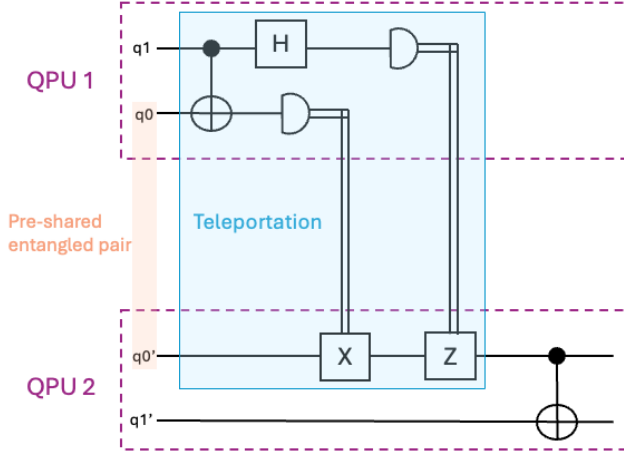 q1
H
QPU 1
q0
Pre-shared
entangled pair
Teleportation
q0'
X
Z
QPU 2
q1'